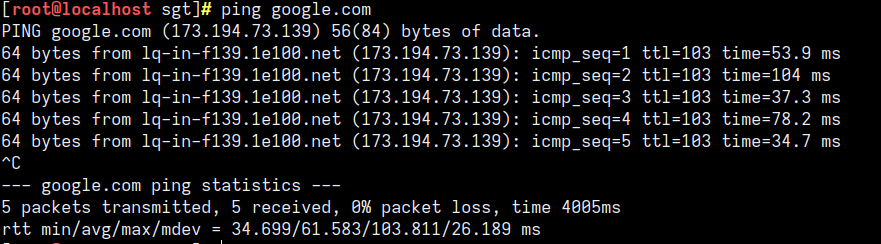 [root@localhost sgt]# ping google.com
PING google.com (173.194.73.139) 56(84) bytes of data.
64 bytes from lq-in-f139.1e100.net (173.194.73.139): icmp_seq=1 ttl=103 time=53.9 ms
64 bytes from lq-in-f139.1e100.net (173.194.73.139): icmp_seq=2 ttl=103 time=104 ms
64 bytes from lq-in-f139.1e100.net (173.194.73.139): icmp_seq=3 ttl=103 time=37.3 ms
64 bytes from lq-in-f139.1e100.net (173.194.73.139): icmp_seq=4 ttl=103 time=78.2 ms
64 bytes from lq-in-f139.1e100.net (173.194.73.139): icmp_seq=5 ttl=103 time=34.7 ms
^C
--- google.com ping statistics ---
5 packets transmitted, 5 received, 0% packet loss, time 4005ms
rtt min/avg/max/mdev = 34.699/61.583/103.811/26.189 ms